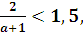 2/(a+1) < 1,5,